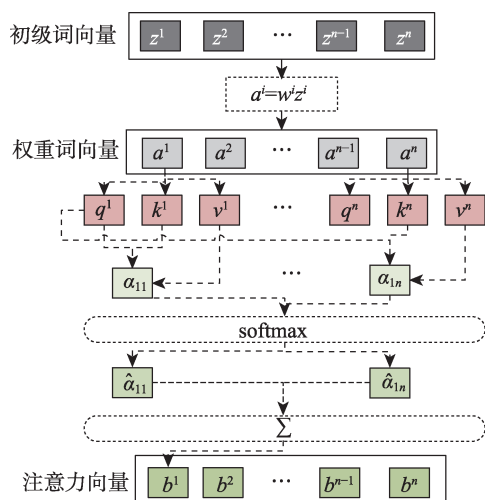 初级词向量 z¹ z² ··· zⁿ⁻¹ zⁿ
aⁱ=wⁱzⁱ
权重词向量 a¹ a² ··· aⁿ⁻¹ aⁿ
q¹ k¹ v¹ ··· qⁿ kⁿ vⁿ
α₁₁ ··· α₁ₙ
softmax
α̂₁₁ α̂₁ₙ
Σ
注意力向量 b¹ b² ··· bⁿ⁻¹ bⁿ